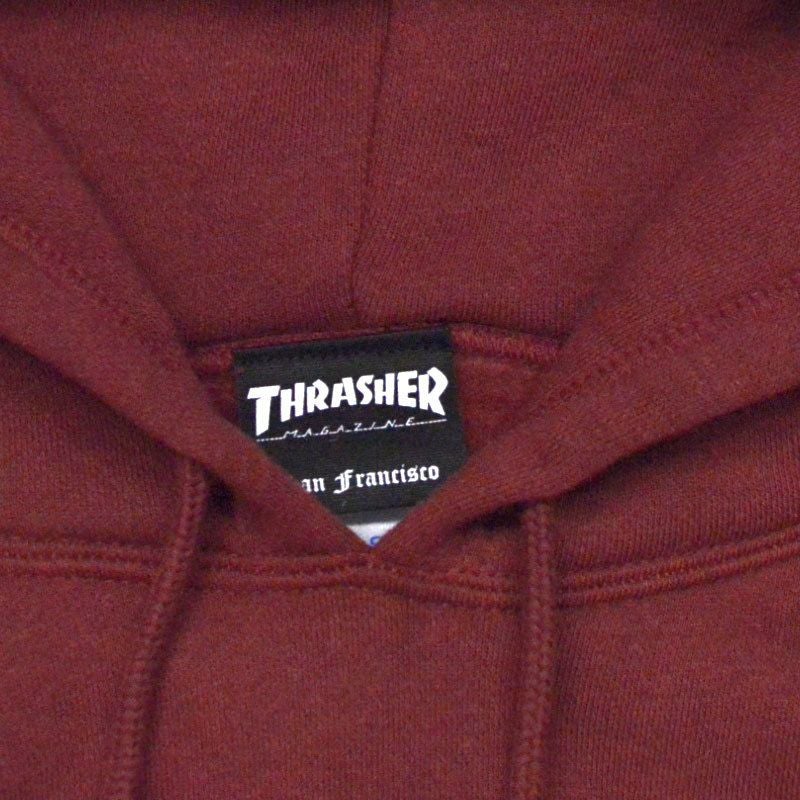 THRASHER
MAGAZINE
an Francisco